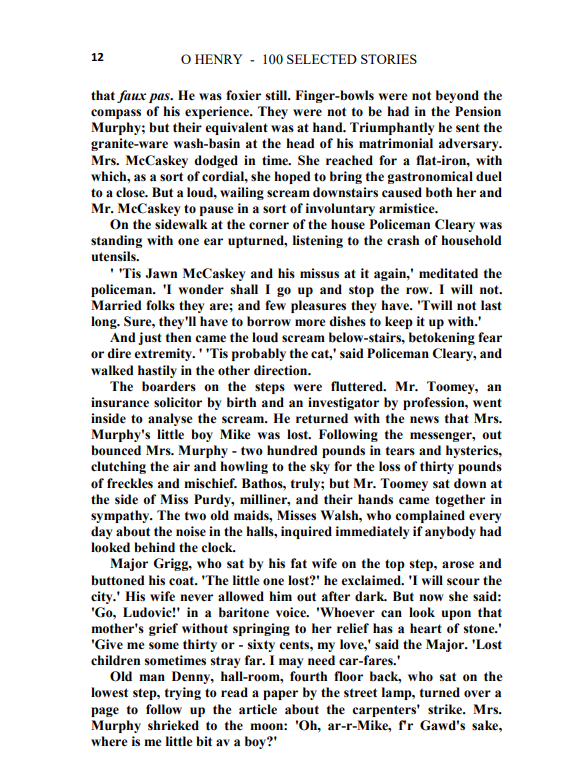 12
O HENRY - 100 SELECTED STORIES
that faux pas. He was foxier still. Finger-bowls were not beyond the
compass of his experience. They were not to be had in the Pension
Murphy; but their equivalent was at hand. Triumphantly he sent the
granite-ware wash-basin at the head of his matrimonial adversary.
Mrs. McCaskey dodged in time. She reached for a flat-iron, with
which, as a sort of cordial, she hoped to bring the gastronomical duel
to a close. But a loud, wailing scream downstairs caused both her and
Mr. McCaskey to pause in a sort of involuntary armistice.
On the sidewalk at the corner of the house Policeman Cleary was
standing with one ear upturned, listening to the crash of household
utensils.
' 'Tis Jawn McCaskey and his missus at it again,' meditated the
policeman. 'I wonder shall I go up and stop the row. I will not.
Married folks they are; and few pleasures they have. 'Twill not last
long. Sure, they'll have to borrow more dishes to keep it up with.'
And just then came the loud scream below-stairs, betokening fear
or dire extremity. ' 'Tis probably the cat,' said Policeman Cleary, and
walked hastily in the other direction.
The boarders on the steps were fluttered. Mr. Toomey, an
insurance solicitor by birth and an investigator by profession, went
inside to analyse the scream. He returned with the news that Mrs.
Murphy's little boy Mike was lost. Following the messenger, out
bounced Mrs. Murphy - two hundred pounds in tears and hysterics,
clutching the air and howling to the sky for the loss of thirty pounds
of freckles and mischief. Bathos, truly; but Mr. Toomey sat down at
the side of Miss Purdy, milliner, and their hands came together in
sympathy. The two old maids, Misses Walsh, who complained every
day about the noise in the halls, inquired immediately if anybody had
looked behind the clock.
Major Grigg, who sat by his fat wife on the top step, arose and
buttoned his coat. 'The little one lost?' he exclaimed. 'I will scour the
city.' His wife never allowed him out after dark. But now she said:
'Go, Ludovic!' in a baritone voice. 'Whoever can look upon that
mother's grief without springing to her relief has a heart of stone.'
'Give me some thirty or - sixty cents, my love,' said the Major. 'Lost
children sometimes stray far. I may need car-fares.'
Old man Denny, hall-room, fourth floor back, who sat on the
lowest step, trying to read a paper by the street lamp, turned over a
page to follow up the article about the carpenters' strike. Mrs.
Murphy shrieked to the moon: 'Oh, ar-r-Mike, f'r Gawd's sake,
where is me little bit av a boy?'